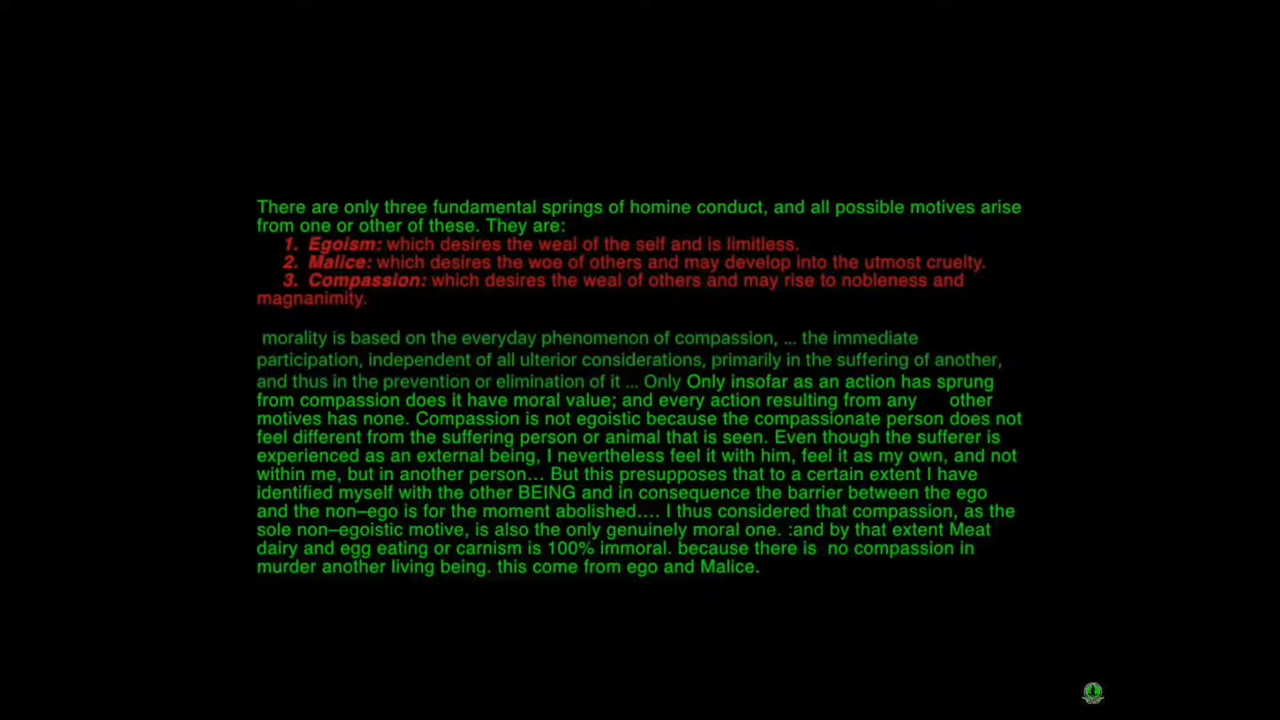 There are only three fundamental springs of homine conduct, and all possible motives arise
from one or other of these. They are:
1. Egoism: which desires the weal of the self and is limitless.
2. Malice: which desires the woe of others and may develop into the utmost cruelty.
3. Compassion: which desires the weal of others and may rise to nobleness and
magnanimity.
morality is based on the everyday phenomenon of compassion, ... the immediate
participation, independent of all ulterior considerations, primarily in the suffering of another,
and thus in the prevention or elimination of it ... Only Only insofar as an action has sprung
from compassion does it have moral value; and every action resulting from any other
motives has none. Compassion is not egoistic because the compassionate person does not
feel different from the suffering person or animal that is seen. Even though the sufferer is
experienced as an external being, I nevertheless feel it with him, feel it as my own, and not
within me, but in another person... But this presupposes that to a certain extent I have
identified myself with the other BEING and in consequence the barrier between the ego
and the non–ego is for the moment abolished.... I thus considered that compassion, as the
sole non–egoistic motive, is also the only genuinely moral one. :and by that extent Meat
dairy and egg eating or carnism is 100% immoral. because there is no compassion in
murder another living being. this come from ego and Malice.